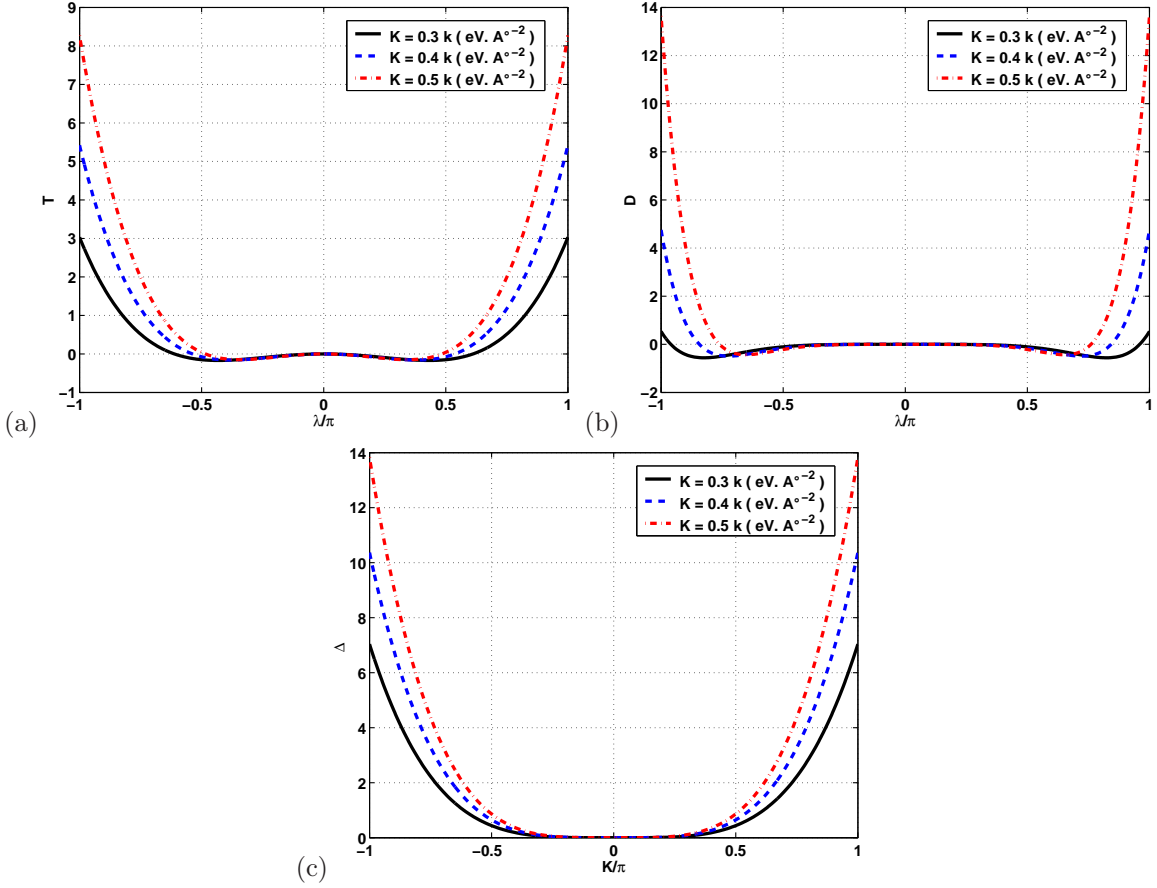 9
8
7
6
5
4
3
2
1
0
−1
T
−1
−0.5
0
0.5
1
λ/π
K = 0.3 k ( eV. A°⁻²)
K = 0.4 k ( eV. A°⁻²)
K = 0.5 k ( eV. A°⁻²)
(a)
14
12
10
8
6
4
2
0
−2
D
−1
−0.5
0
0.5
1
λ/π
K = 0.3 k ( eV. A°⁻²)
K = 0.4 k ( eV. A°⁻²)
K = 0.5 k ( eV. A°⁻²)
(b)
14
12
10
8
6
4
2
0
Δ
−1
−0.5
0
0.5
1
K/π
K = 0.3 k ( eV. A°⁻² )
K = 0.4 k ( eV. A°⁻² )
K = 0.5 k ( eV. A°⁻² )
(c)